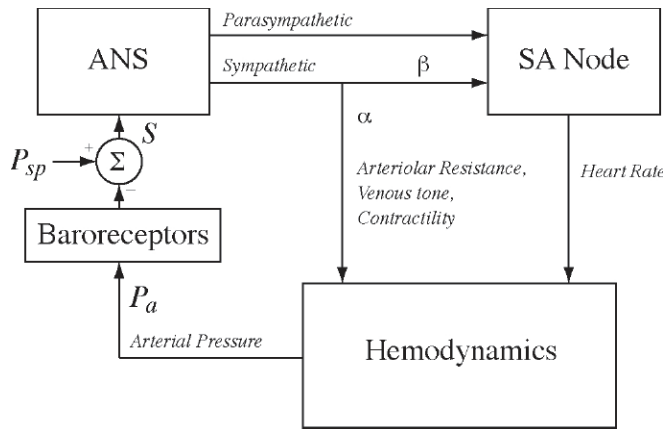 Parasympathetic
ANS
SA Node
Sympathetic
β
S
α
+
P_sp
Σ
−
Arteriolar Resistance,
Venous tone,
Contractility
Heart Rate
Baroreceptors
P_a
Arterial Pressure
Hemodynamics